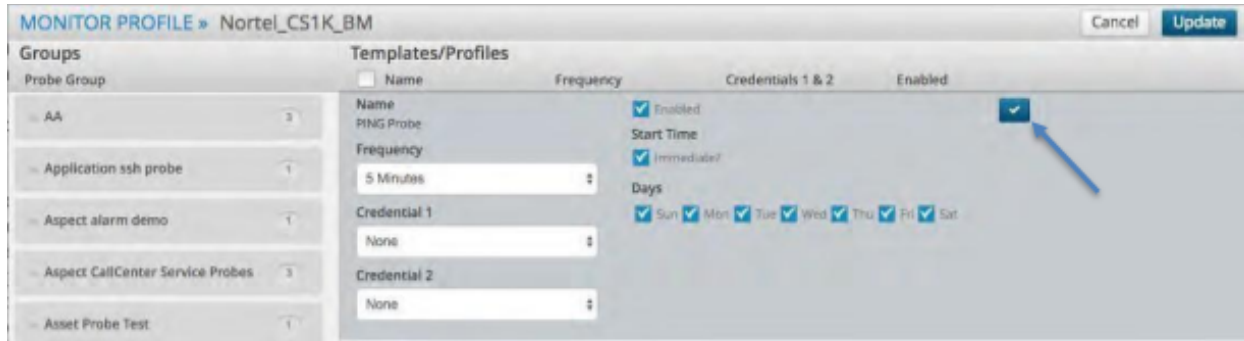 MONITOR PROFILE » Nortel_CS1K_BM
Cancel
Update
Groups
Templates/Profiles
Probe Group
Name
Frequency
Credentials 1 & 2
Enabled
AA
3
Application ssh probe
1
Aspect alarm demo
1
Aspect CallCenter Service Probes
3
Asset Probe Test
1
Name
PING Probe
Frequency
5 Minutes
Credential 1
None
Credential 2
None
Enabled
Start Time
Immediate?
Days
Sun Mon Tue Wed Thu Fri Sat